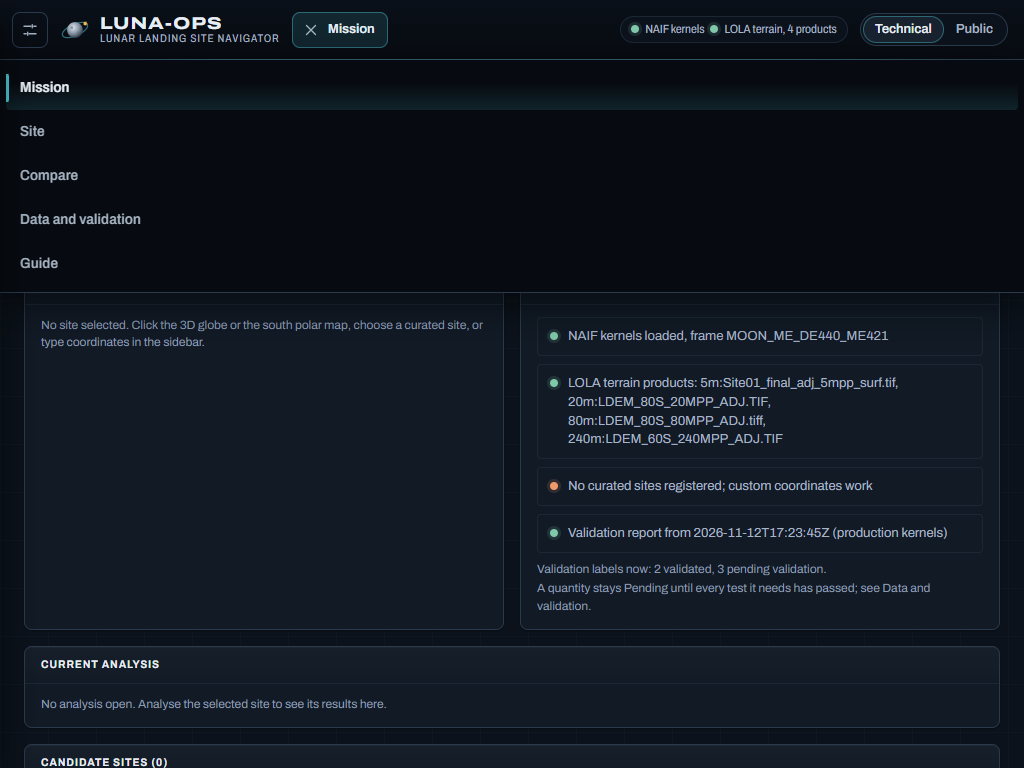 LUNA-OPS
LUNAR LANDING SITE NAVIGATOR
Mission
NAIF kernels
LOLA terrain, 4 products
Technical
Public
Mission
Site
Compare
Data and validation
Guide
No site selected. Click the 3D globe or the south polar map, choose a curated site, or
type coordinates in the sidebar.
NAIF kernels loaded, frame MOON_ME_DE440_ME421
LOLA terrain products: 5m:Site01_final_adj_5mpp_surf.tif,
20m:LDEM_80S_20MPP_ADJ.TIF,
80m:LDEM_80S_80MPP_ADJ.tiff,
240m:LDEM_60S_240MPP_ADJ.TIF
No curated sites registered; custom coordinates work
Validation report from 2026-11-12T17:23:45Z (production kernels)
Validation labels now: 2 validated, 3 pending validation.
A quantity stays Pending until every test it needs has passed; see Data and
validation.
CURRENT ANALYSIS
No analysis open. Analyse the selected site to see its results here.
CANDIDATE SITES (0)